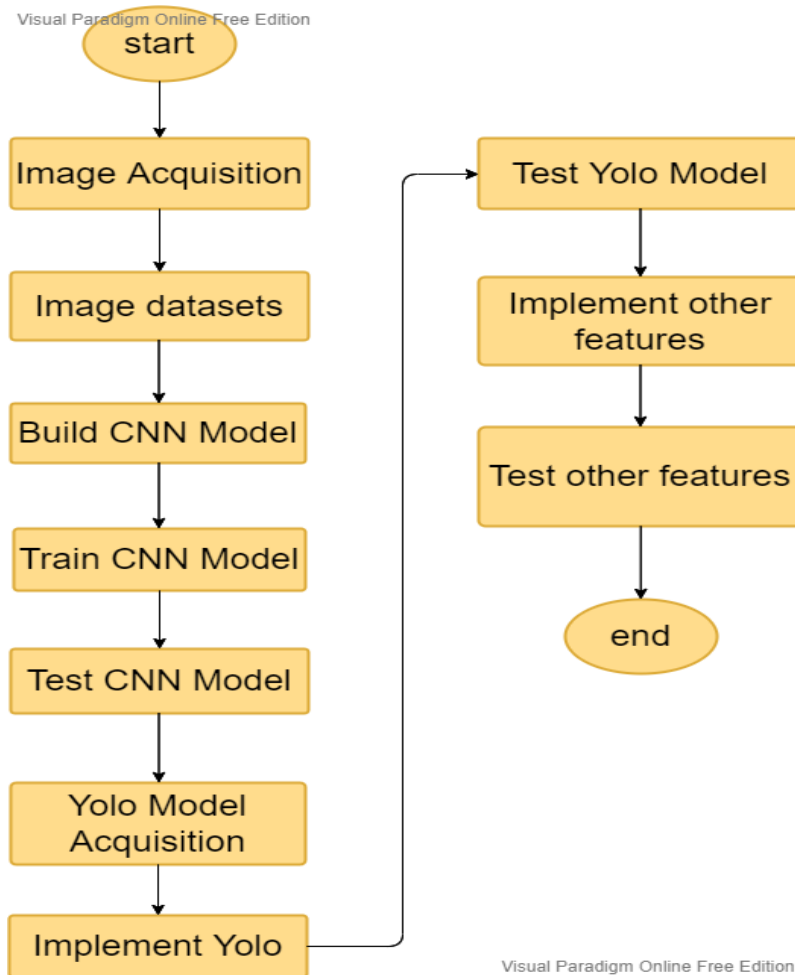 Visual Paradigm Online Free Edition
start
Image Acquisition
Image datasets
Build CNN Model
Train CNN Model
Test CNN Model
Yolo Model
Acquisition
Implement Yolo
Test Yolo Model
Implement other
features
Test other features
end
Visual Paradigm Online Free Edition